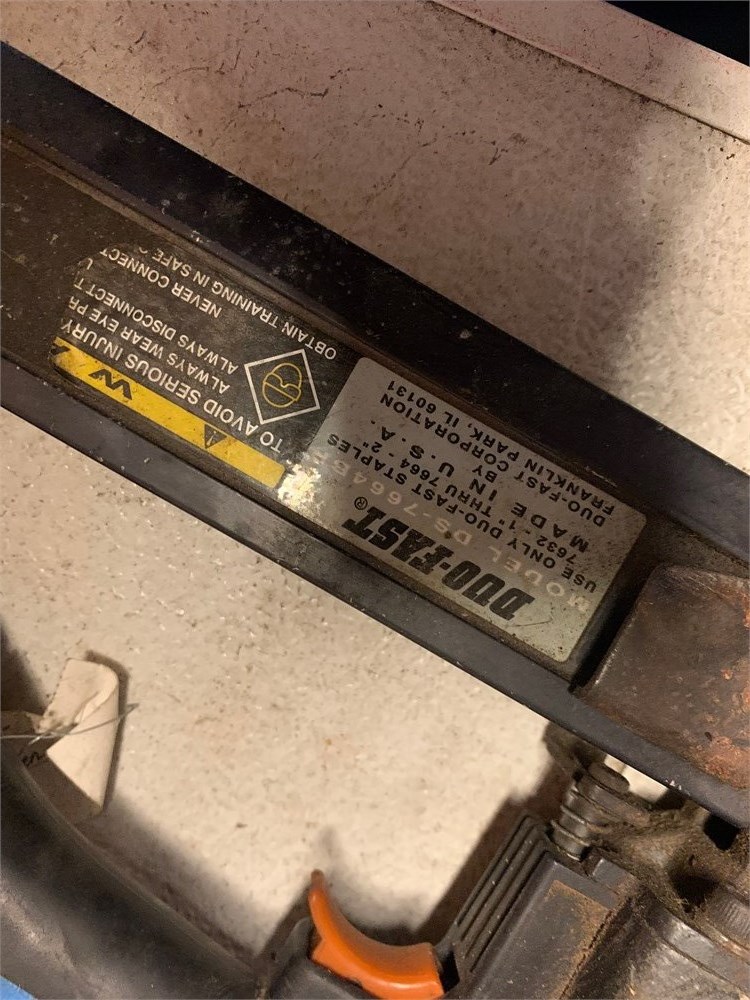 DUO-FAST®
MODEL DS-7664
USE ONLY DUO-FAST STAPLES
7632 - 1" THRU 7664 - 2"
MADE IN U.S.A.
BY
DUO-FAST CORPORATION
FRANKLIN PARK, IL 60131
W
TO AVOID SERIOUS INJURY
ALWAYS WEAR EYE
ALWAYS DISCONNECT
NEVER CONNECT
OBTAIN TRAINING IN SAFE